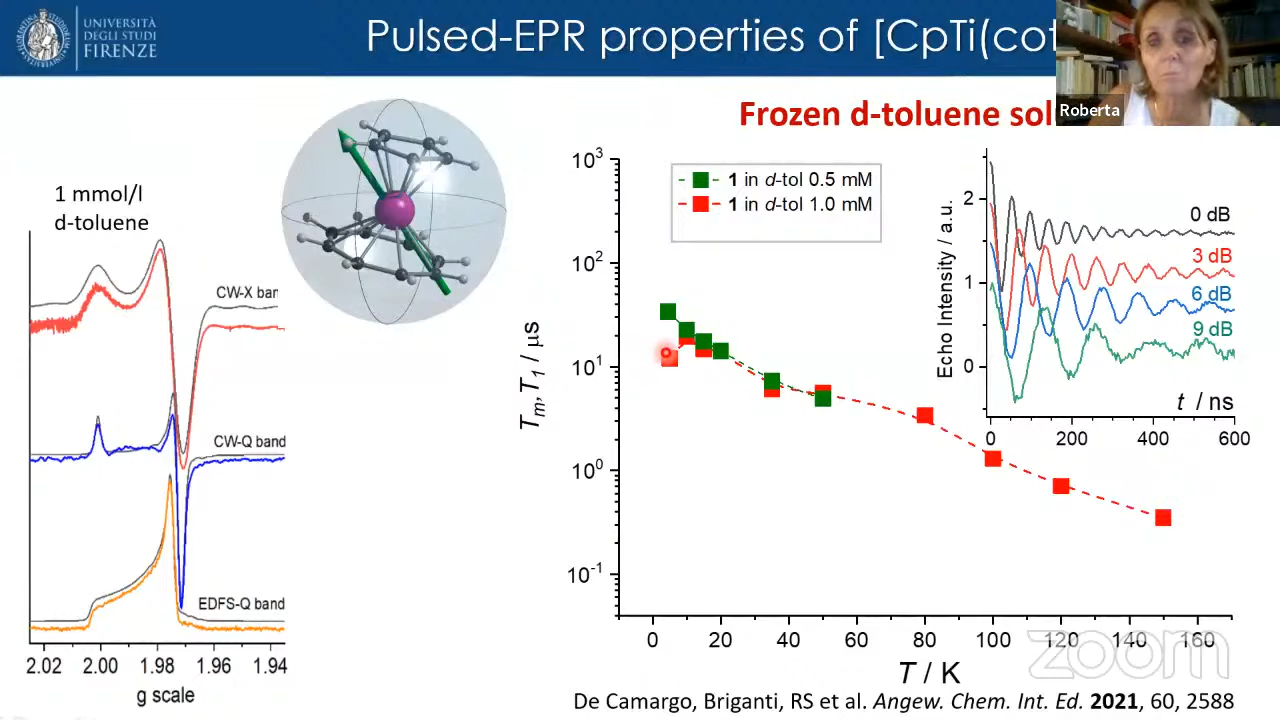 UNIVERSITÀ
DEGLI STUDI
FIRENZE
Pulsed-EPR properties of [CpTi(cot
Roberta
Frozen d-toluene sol
1 mmol/l
d-toluene
CW-X ban
CW-Q band
EDFS-Q band
2.02 2.00 1.98 1.96 1.94
g scale
1 in d-tol 0.5 mM
1 in d-tol 1.0 mM
10³
10²
10¹
10⁰
10⁻¹
Tm, T1 / μs
0 20 40 60 80 100 120 140 160
T / K
Echo Intensity / a.u.
2
1
0
0 dB
3 dB
6 dB
9 dB
t / ns
0 200 400 600
zoom
De Camargo, Briganti, RS et al. Angew. Chem. Int. Ed. 2021, 60, 2588